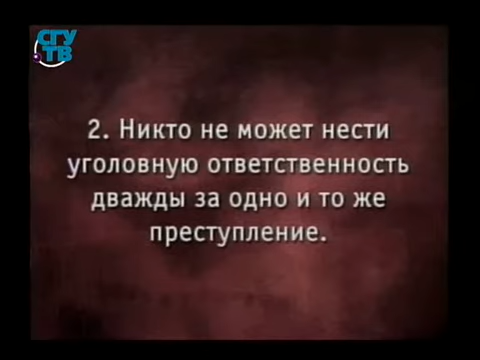 СГУ
ТВ
2. Никто не может нести
уголовную ответственность
дважды за одно и то же
преступление.